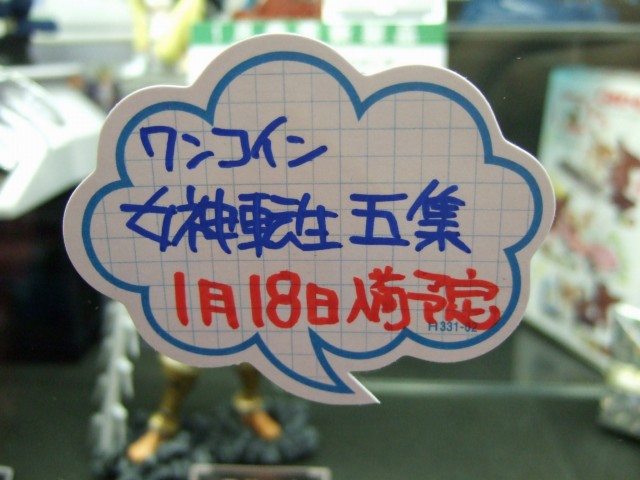 ワンコイン
女神転生 五集
1月18日入荷予定